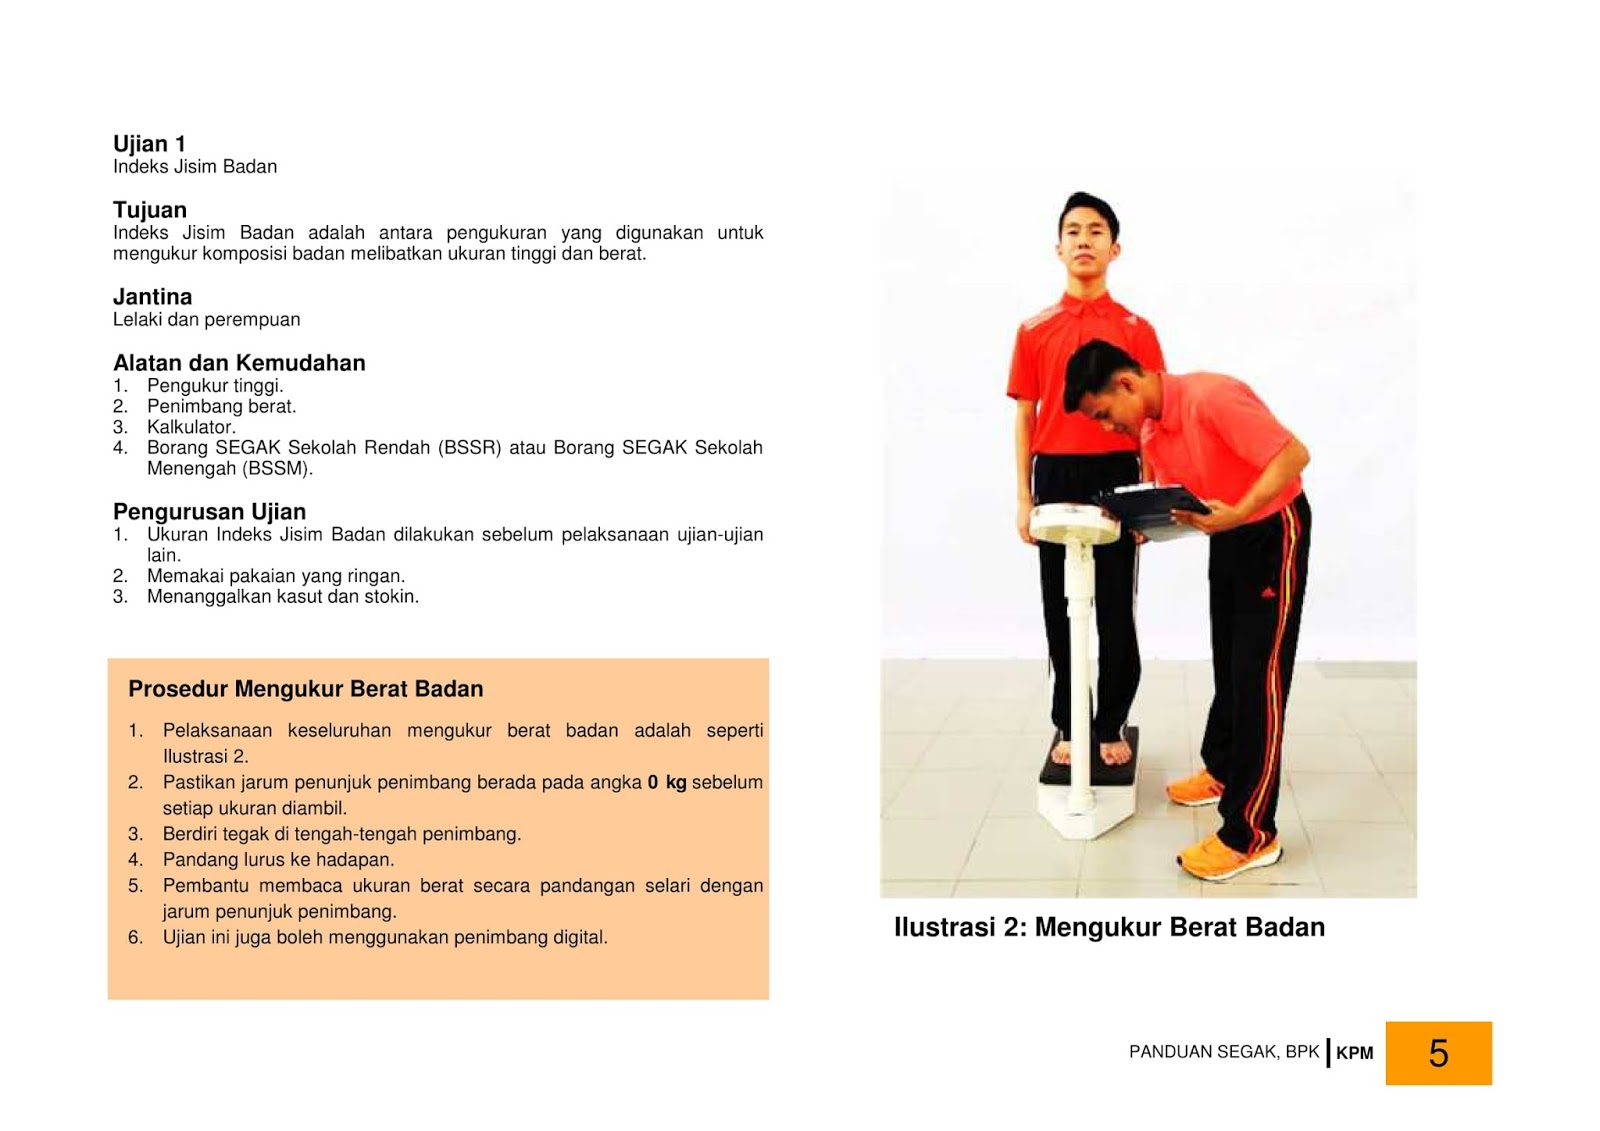 Ujian 1
Indeks Jisim Badan
Tujuan
Indeks Jisim Badan adalah antara pengukuran yang digunakan untuk
mengukur komposisi badan melibatkan ukuran tinggi dan berat.
Jantina
Lelaki dan perempuan
Alatan dan Kemudahan
1. Pengukur tinggi.
2. Penimbang berat.
3. Kalkulator.
4. Borang SEGAK Sekolah Rendah (BSSR) atau Borang SEGAK Sekolah
Menengah (BSSM).
Pengurusan Ujian
1. Ukuran Indeks Jisim Badan dilakukan sebelum pelaksanaan ujian-ujian
lain.
2. Memakai pakaian yang ringan.
3. Menanggalkan kasut dan stokin.
Prosedur Mengukur Berat Badan
1. Pelaksanaan keseluruhan mengukur berat badan adalah seperti
Ilustrasi 2.
2. Pastikan jarum penunjuk penimbang berada pada angka 0 kg sebelum
setiap ukuran diambil.
3. Berdiri tegak di tengah-tengah penimbang.
4. Pandang lurus ke hadapan.
5. Pembantu membaca ukuran berat secara pandangan selari dengan
jarum penunjuk penimbang.
6. Ujian ini juga boleh menggunakan penimbang digital.
Ilustrasi 2: Mengukur Berat Badan
PANDUAN SEGAK, BPK KPM 5